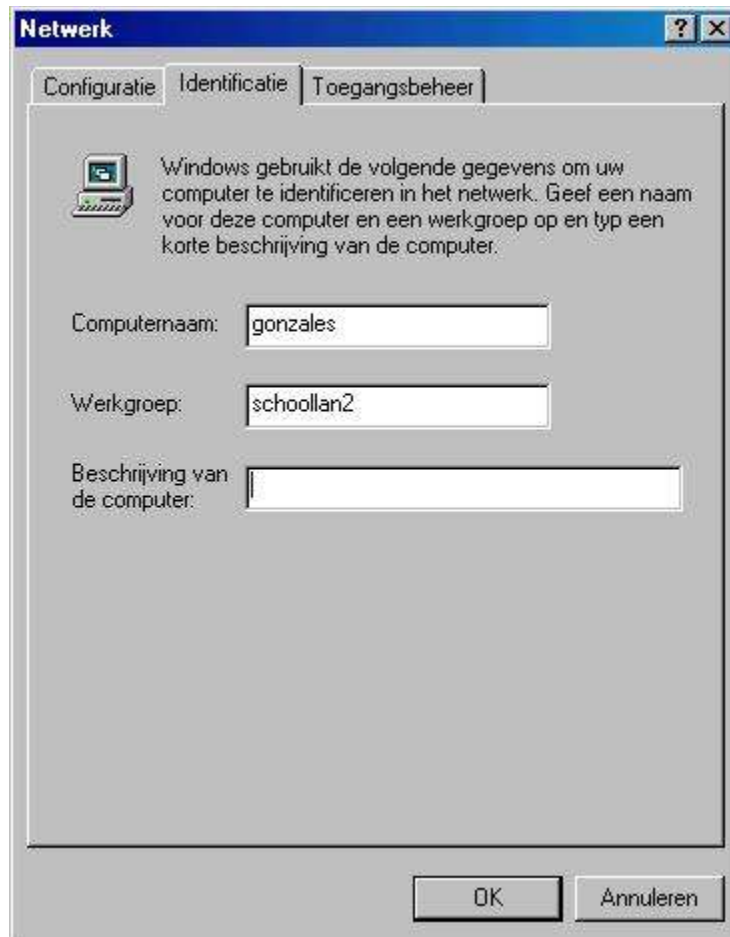 Netwerk
Configuratie Identificatie Toegangsbeheer
Windows gebruikt de volgende gegevens om uw
computer te identificeren in het netwerk. Geef een naam
voor deze computer en een werkgroep op en typ een
korte beschrijving van de computer.
Computernaam: gonzales
Werkgroep: schoollan2
Beschrijving van
de computer:
OK Annuleren